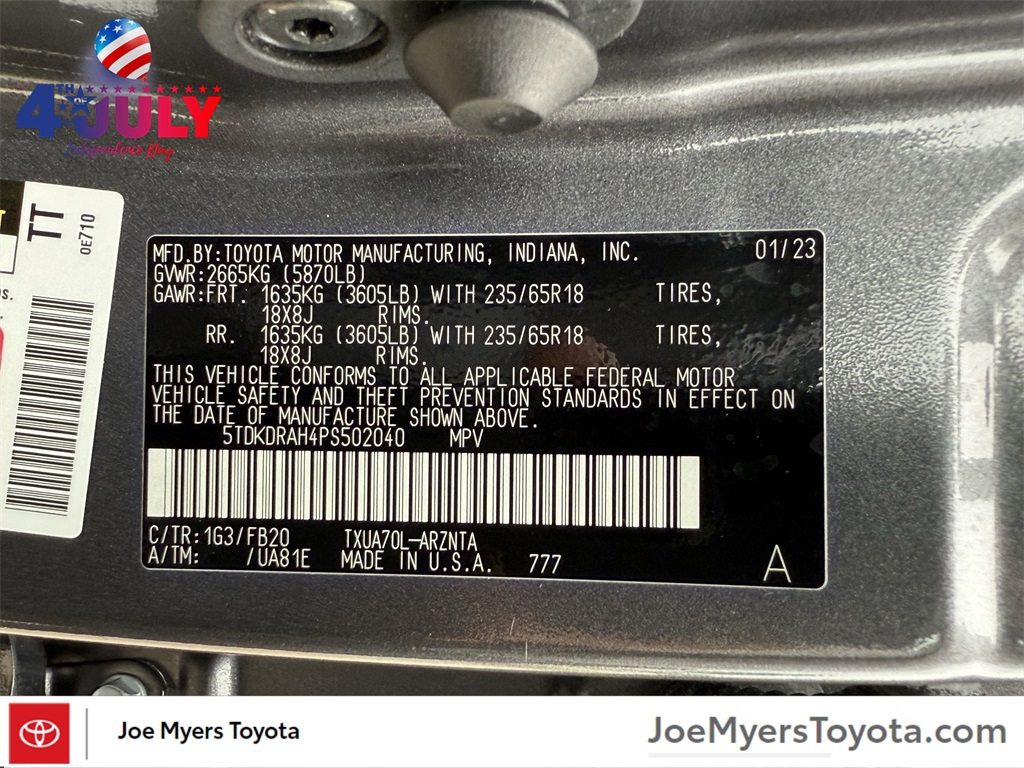 4TH OF JULY
Independence Day
TT
0E710
MFD.BY:TOYOTA MOTOR MANUFACTURING, INDIANA, INC. 01/23
GVWR:2665KG (5870LB)
GAWR:FRT. 1635KG (3605LB) WITH 235/65R18 TIRES,
18X8J RIMS.
RR. 1635KG (3605LB) WITH 235/65R18 TIRES,
18X8J RIMS.
THIS VEHICLE CONFORMS TO ALL APPLICABLE FEDERAL MOTOR
VEHICLE SAFETY AND THEFT PREVENTION STANDARDS IN EFFECT ON
THE DATE OF MANUFACTURE SHOWN ABOVE.
5TDKDRAH4PS502040 MPV
C/TR:1G3/FB20 TXUA70L-ARZNTA
A/TM: /UA81E MADE IN U.S.A. 777 A
Joe Myers Toyota
JoeMyersToyota.com